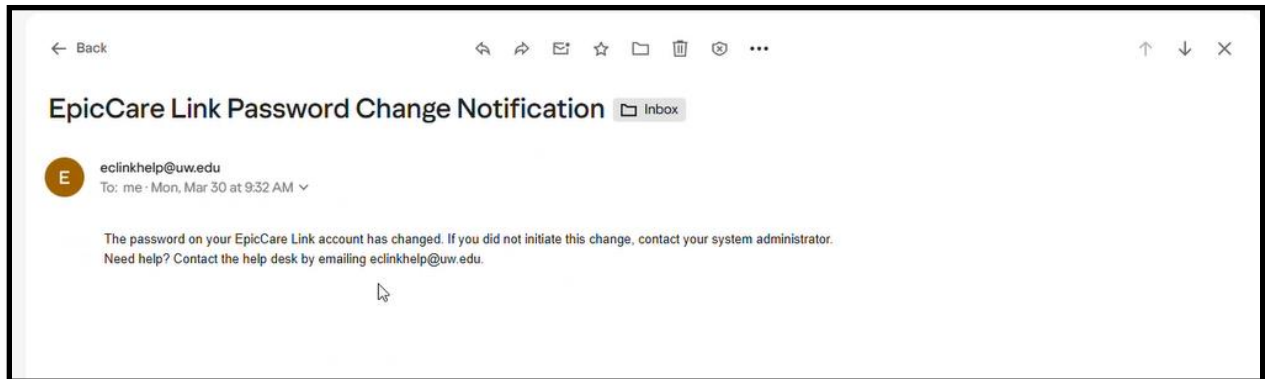 Back
EpicCare Link Password Change Notification Inbox
E
eclinkhelp@uw.edu
To: me · Mon, Mar 30 at 9:32 AM
The password on your EpicCare Link account has changed. If you did not initiate this change, contact your system administrator.
Need help? Contact the help desk by emailing eclinkhelp@uw.edu.